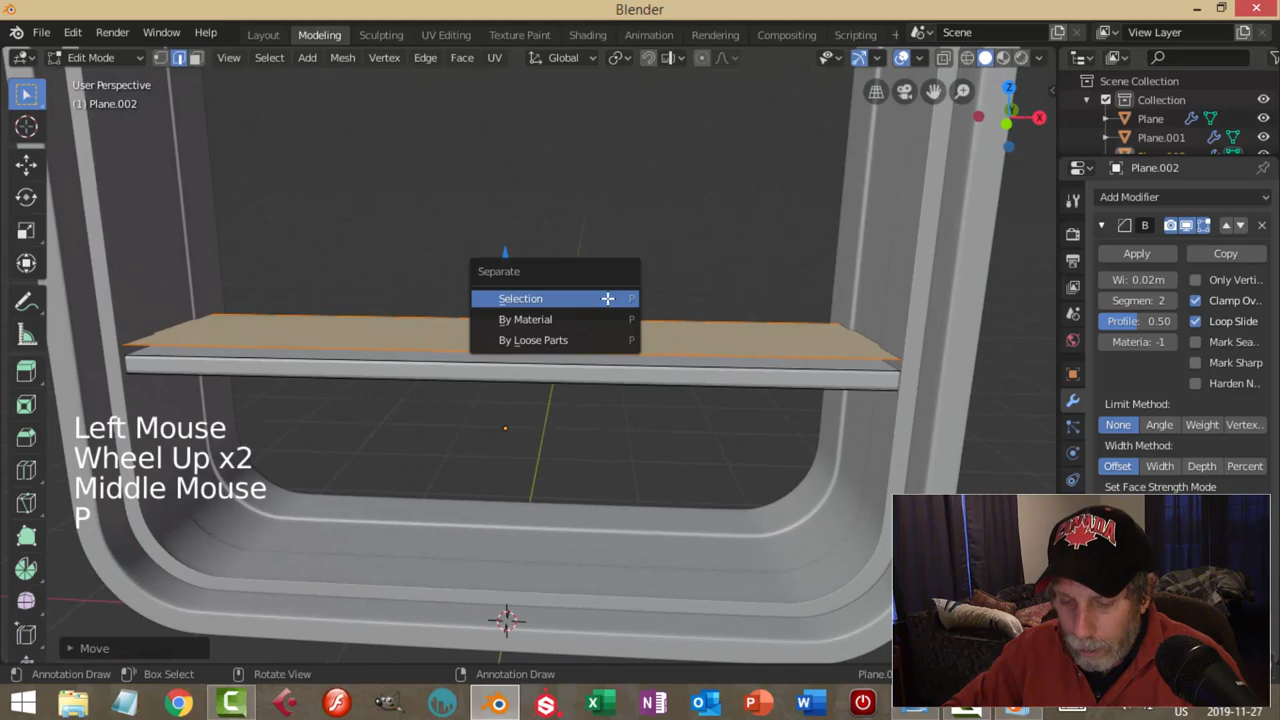 Blender
File Edit Render Window Help
Layout Modeling Sculpting UV Editing Texture Paint Shading Animation Rendering Compositing Scripting + Scene View Layer
Edit Mode View Select Add Mesh Vertex Edge Face UV Global
User Perspective
(1) Plane.002
Z
Y
X
Scene Collection
Collection
Plane
Plane.001
Plane.002
Add Modifier
B
Apply Copy
Wi: 0.02m Only Verti..
Segmen: 2 Clamp Ov..
Profile: 0.50 Loop Slide
Materia: -1 Mark Sea..
Mark Sharp
Harden N..
Limit Method:
None Angle Weight Vertex..
Width Method:
Offset Width Depth Percent
Set Face Strength Mode
Separate
Selection P
By Material P
By Loose Parts P
Left Mouse
Wheel Up x2
Middle Mouse
P
Move
Annotation Draw Box Select Rotate View Annotation Draw Plane.0
CANADA
US 2019-11-27